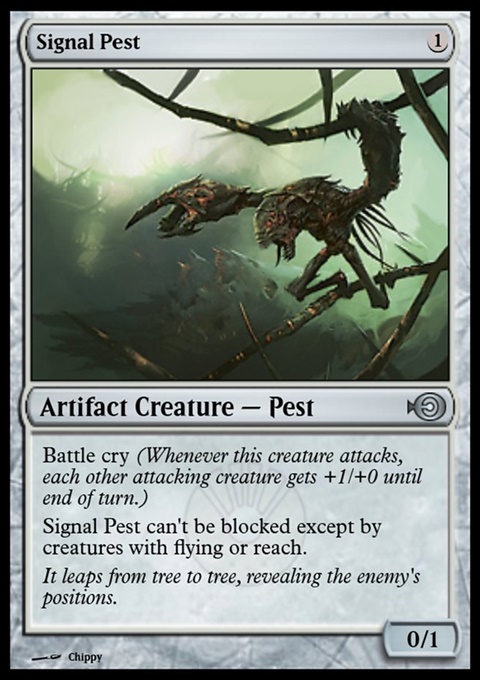 Signal Pest
1
Artifact Creature — Pest
Battle cry (Whenever this creature attacks,
each other attacking creature gets +1/+0 until
end of turn.)
Signal Pest can't be blocked except by
creatures with flying or reach.
It leaps from tree to tree, revealing the enemy's
positions.
0/1
Chippy